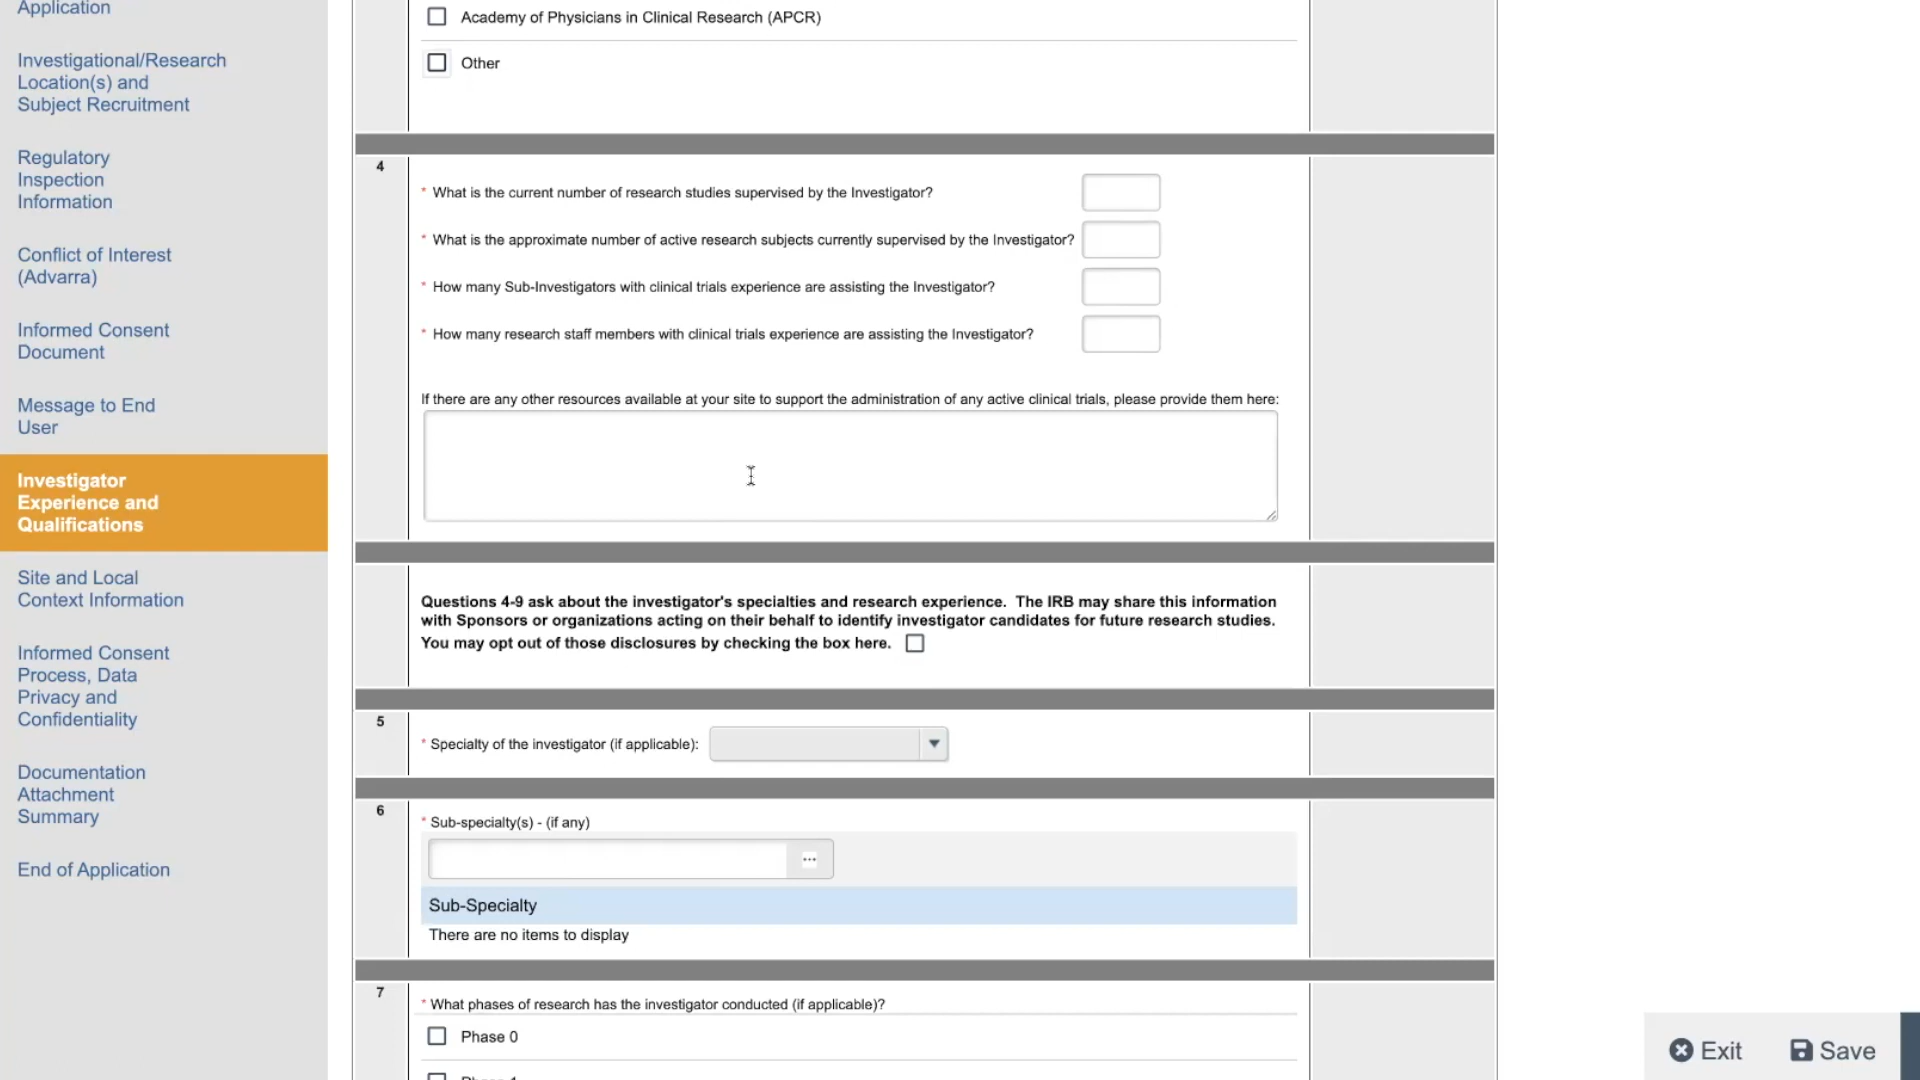 Application
Investigational/Research
Location(s) and
Subject Recruitment
Regulatory
Inspection
Information
Conflict of Interest
(Advarra)
Informed Consent
Document
Message to End
User
Investigator
Experience and
Qualifications
Site and Local
Context Information
Informed Consent
Process, Data
Privacy and
Confidentiality
Documentation
Attachment
Summary
End of Application
Academy of Physicians in Clinical Research (APCR)
Other
4
* What is the current number of research studies supervised by the Investigator?
* What is the approximate number of active research subjects currently supervised by the Investigator?
* How many Sub-Investigators with clinical trials experience are assisting the Investigator?
* How many research staff members with clinical trials experience are assisting the Investigator?
If there are any other resources available at your site to support the administration of any active clinical trials, please provide them here:
Questions 4-9 ask about the investigator's specialties and research experience. The IRB may share this information
with Sponsors or organizations acting on their behalf to identify investigator candidates for future research studies.
You may opt out of those disclosures by checking the box here.
5
* Specialty of the investigator (if applicable):
6
* Sub-specialty(s) - (if any)
...
Sub-Specialty
There are no items to display
7
* What phases of research has the investigator conducted (if applicable)?
Phase 0
Exit
Save